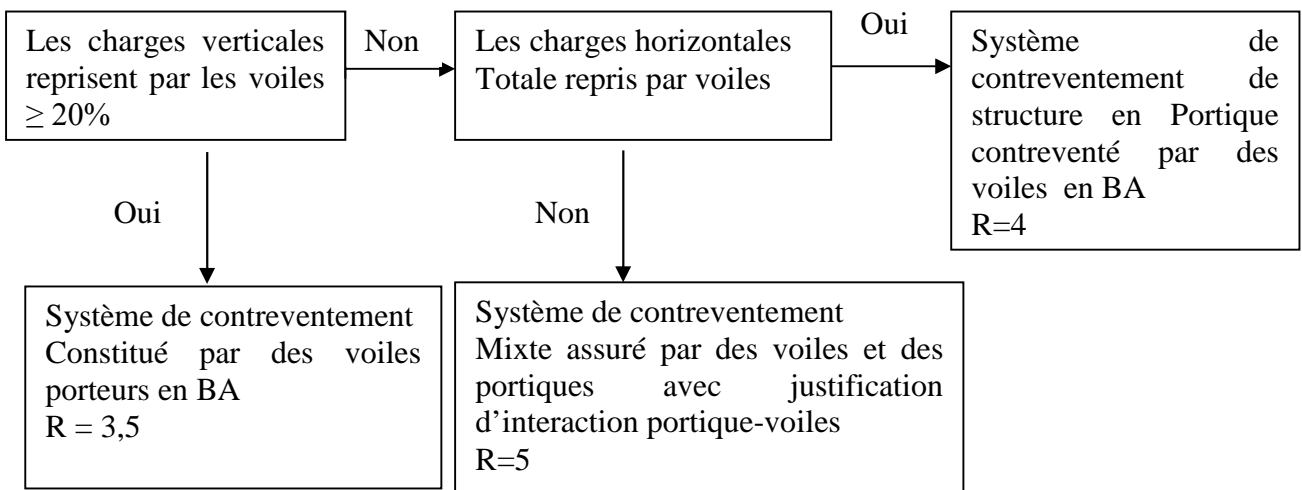 Les charges verticales
reprisent par les voiles
≥ 20%
Non
Les charges horizontales
Totale repris par voiles
Oui
Système de
contreventement de
structure en Portique
contreventé par des
voiles en BA
R=4
Oui
Non
Système de contreventement
Constitué par des voiles
porteurs en BA
R = 3,5
Système de contreventement
Mixte assuré par des voiles et des
portiques avec justification
d’interaction portique-voiles
R=5